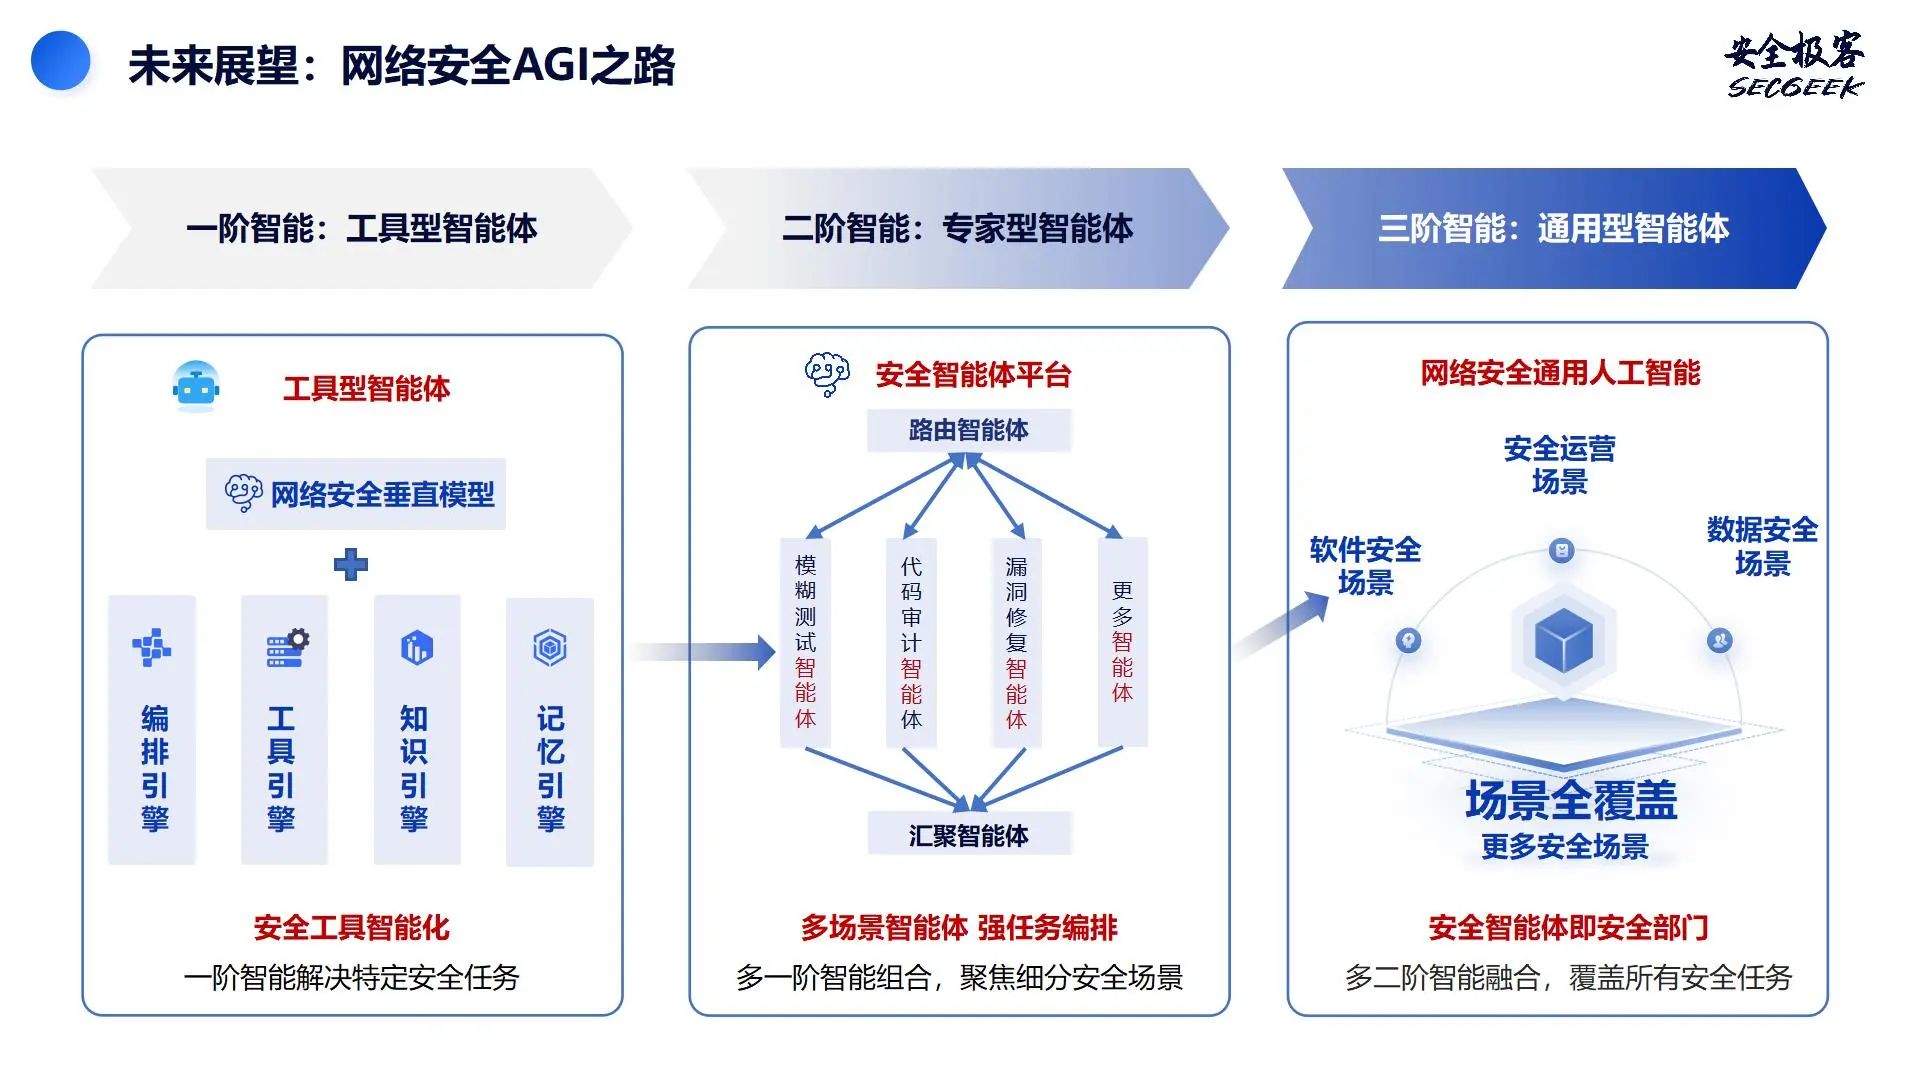 未来展望：网络安全AGI之路
安全极客
SECGEEK
一阶智能：工具型智能体
二阶智能：专家型智能体
三阶智能：通用型智能体
工具型智能体
网络安全垂直模型
编排引擎
工具引擎
知识引擎
记忆引擎
安全工具智能化
一阶智能解决特定安全任务
安全智能体平台
路由智能体
模糊测试智能体
代码审计智能体
漏洞修复智能体
更多智能体
汇聚智能体
多场景智能体 强任务编排
多一阶智能组合，聚焦细分安全场景
网络安全通用人工智能
安全运营
场景
软件安全
场景
数据安全
场景
场景全覆盖
更多安全场景
安全智能体即安全部门
多二阶智能融合，覆盖所有安全任务